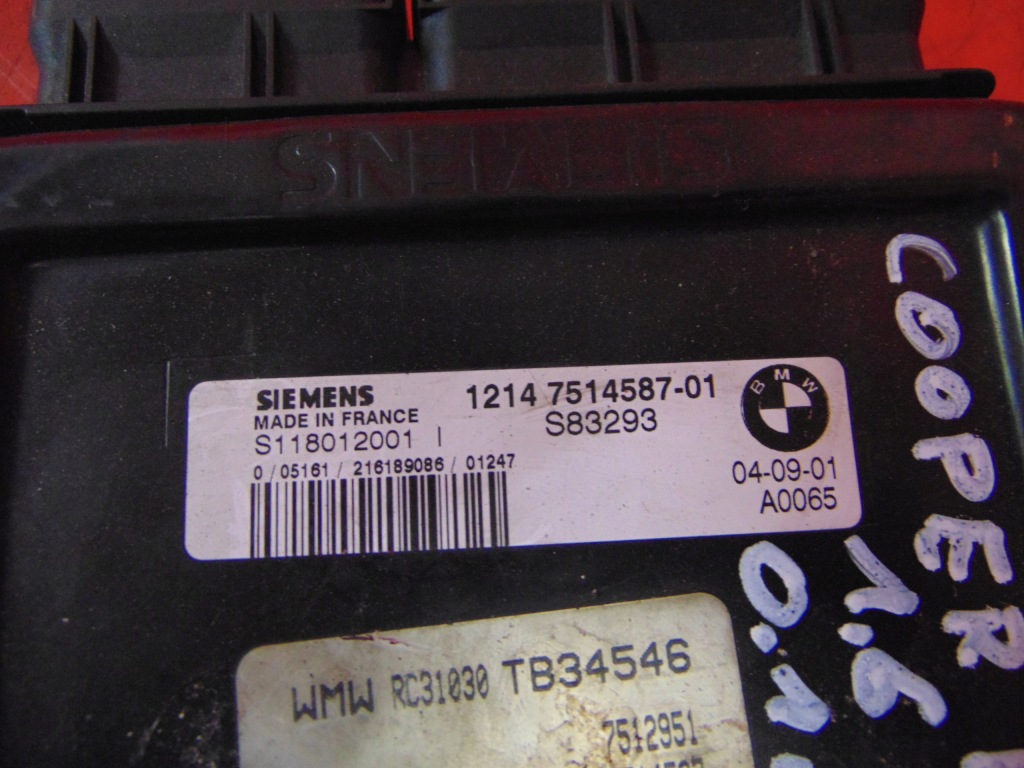 SIEMENS
SIEMENS
MADE IN FRANCE
S118012001 I
0 / 05161 / 216189086 / 01247
1214 7514587-01
S83293
BMW
04-09-01
A0065
WMW RC31030 TB34546
7512951
COOPER
1.6